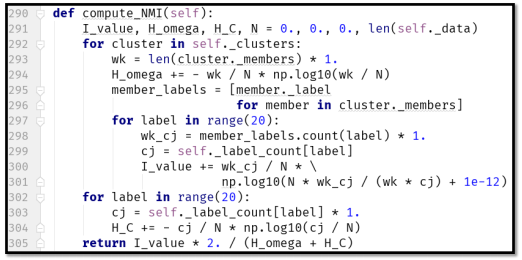 290 def compute_NMI(self):
291 I_value, H_omega, H_C, N = 0., 0., 0., len(self._data)
292 for cluster in self._clusters:
293 wk = len(cluster._members) * 1.
294 H_omega += - wk / N * np.log10(wk / N)
295 member_labels = [member._label
296 for member in cluster._members]
297 for label in range(20):
298 wk_cj = member_labels.count(label) * 1.
299 cj = self._label_count[label]
300 I_value += wk_cj / N * \
301 np.log10(N * wk_cj / (wk * cj) + 1e-12)
302 for label in range(20):
303 cj = self._label_count[label] * 1.
304 H_C += - cj / N * np.log10(cj / N)
305 return I_value * 2. / (H_omega + H_C)